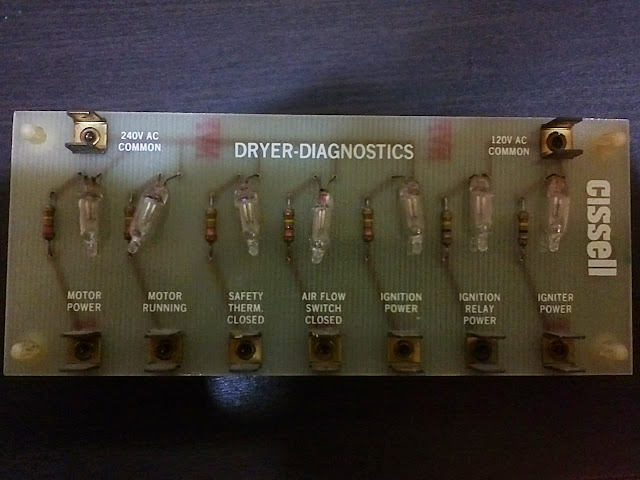 240V AC
COMMON
DRYER-DIAGNOSTICS
120V AC
COMMON
cissell
MOTOR
POWER
MOTOR
RUNNING
SAFETY
THERM.
CLOSED
AIR FLOW
SWITCH
CLOSED
IGNITION
POWER
IGNITION
RELAY
POWER
IGNITER
POWER